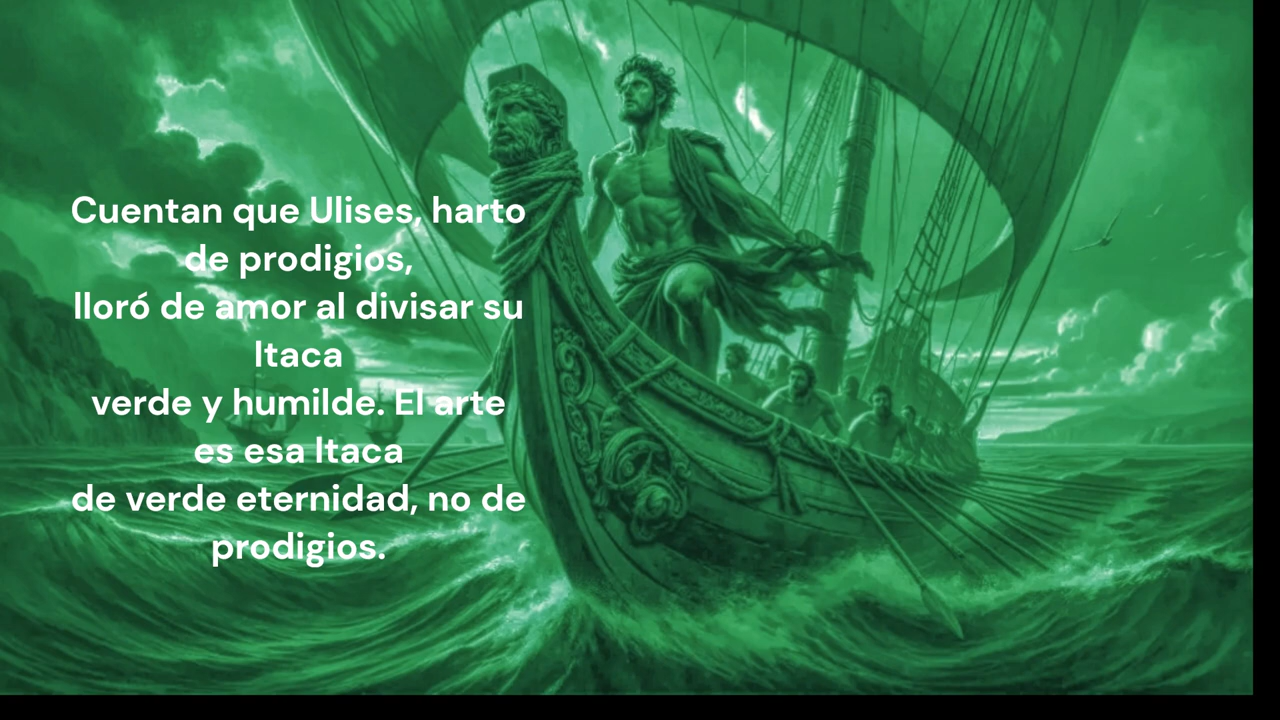 Cuentan que Ulises, harto
de prodigios,
lloró de amor al divisar su
Itaca
verde y humilde. El arte
es esa Itaca
de verde eternidad, no de
prodigios.